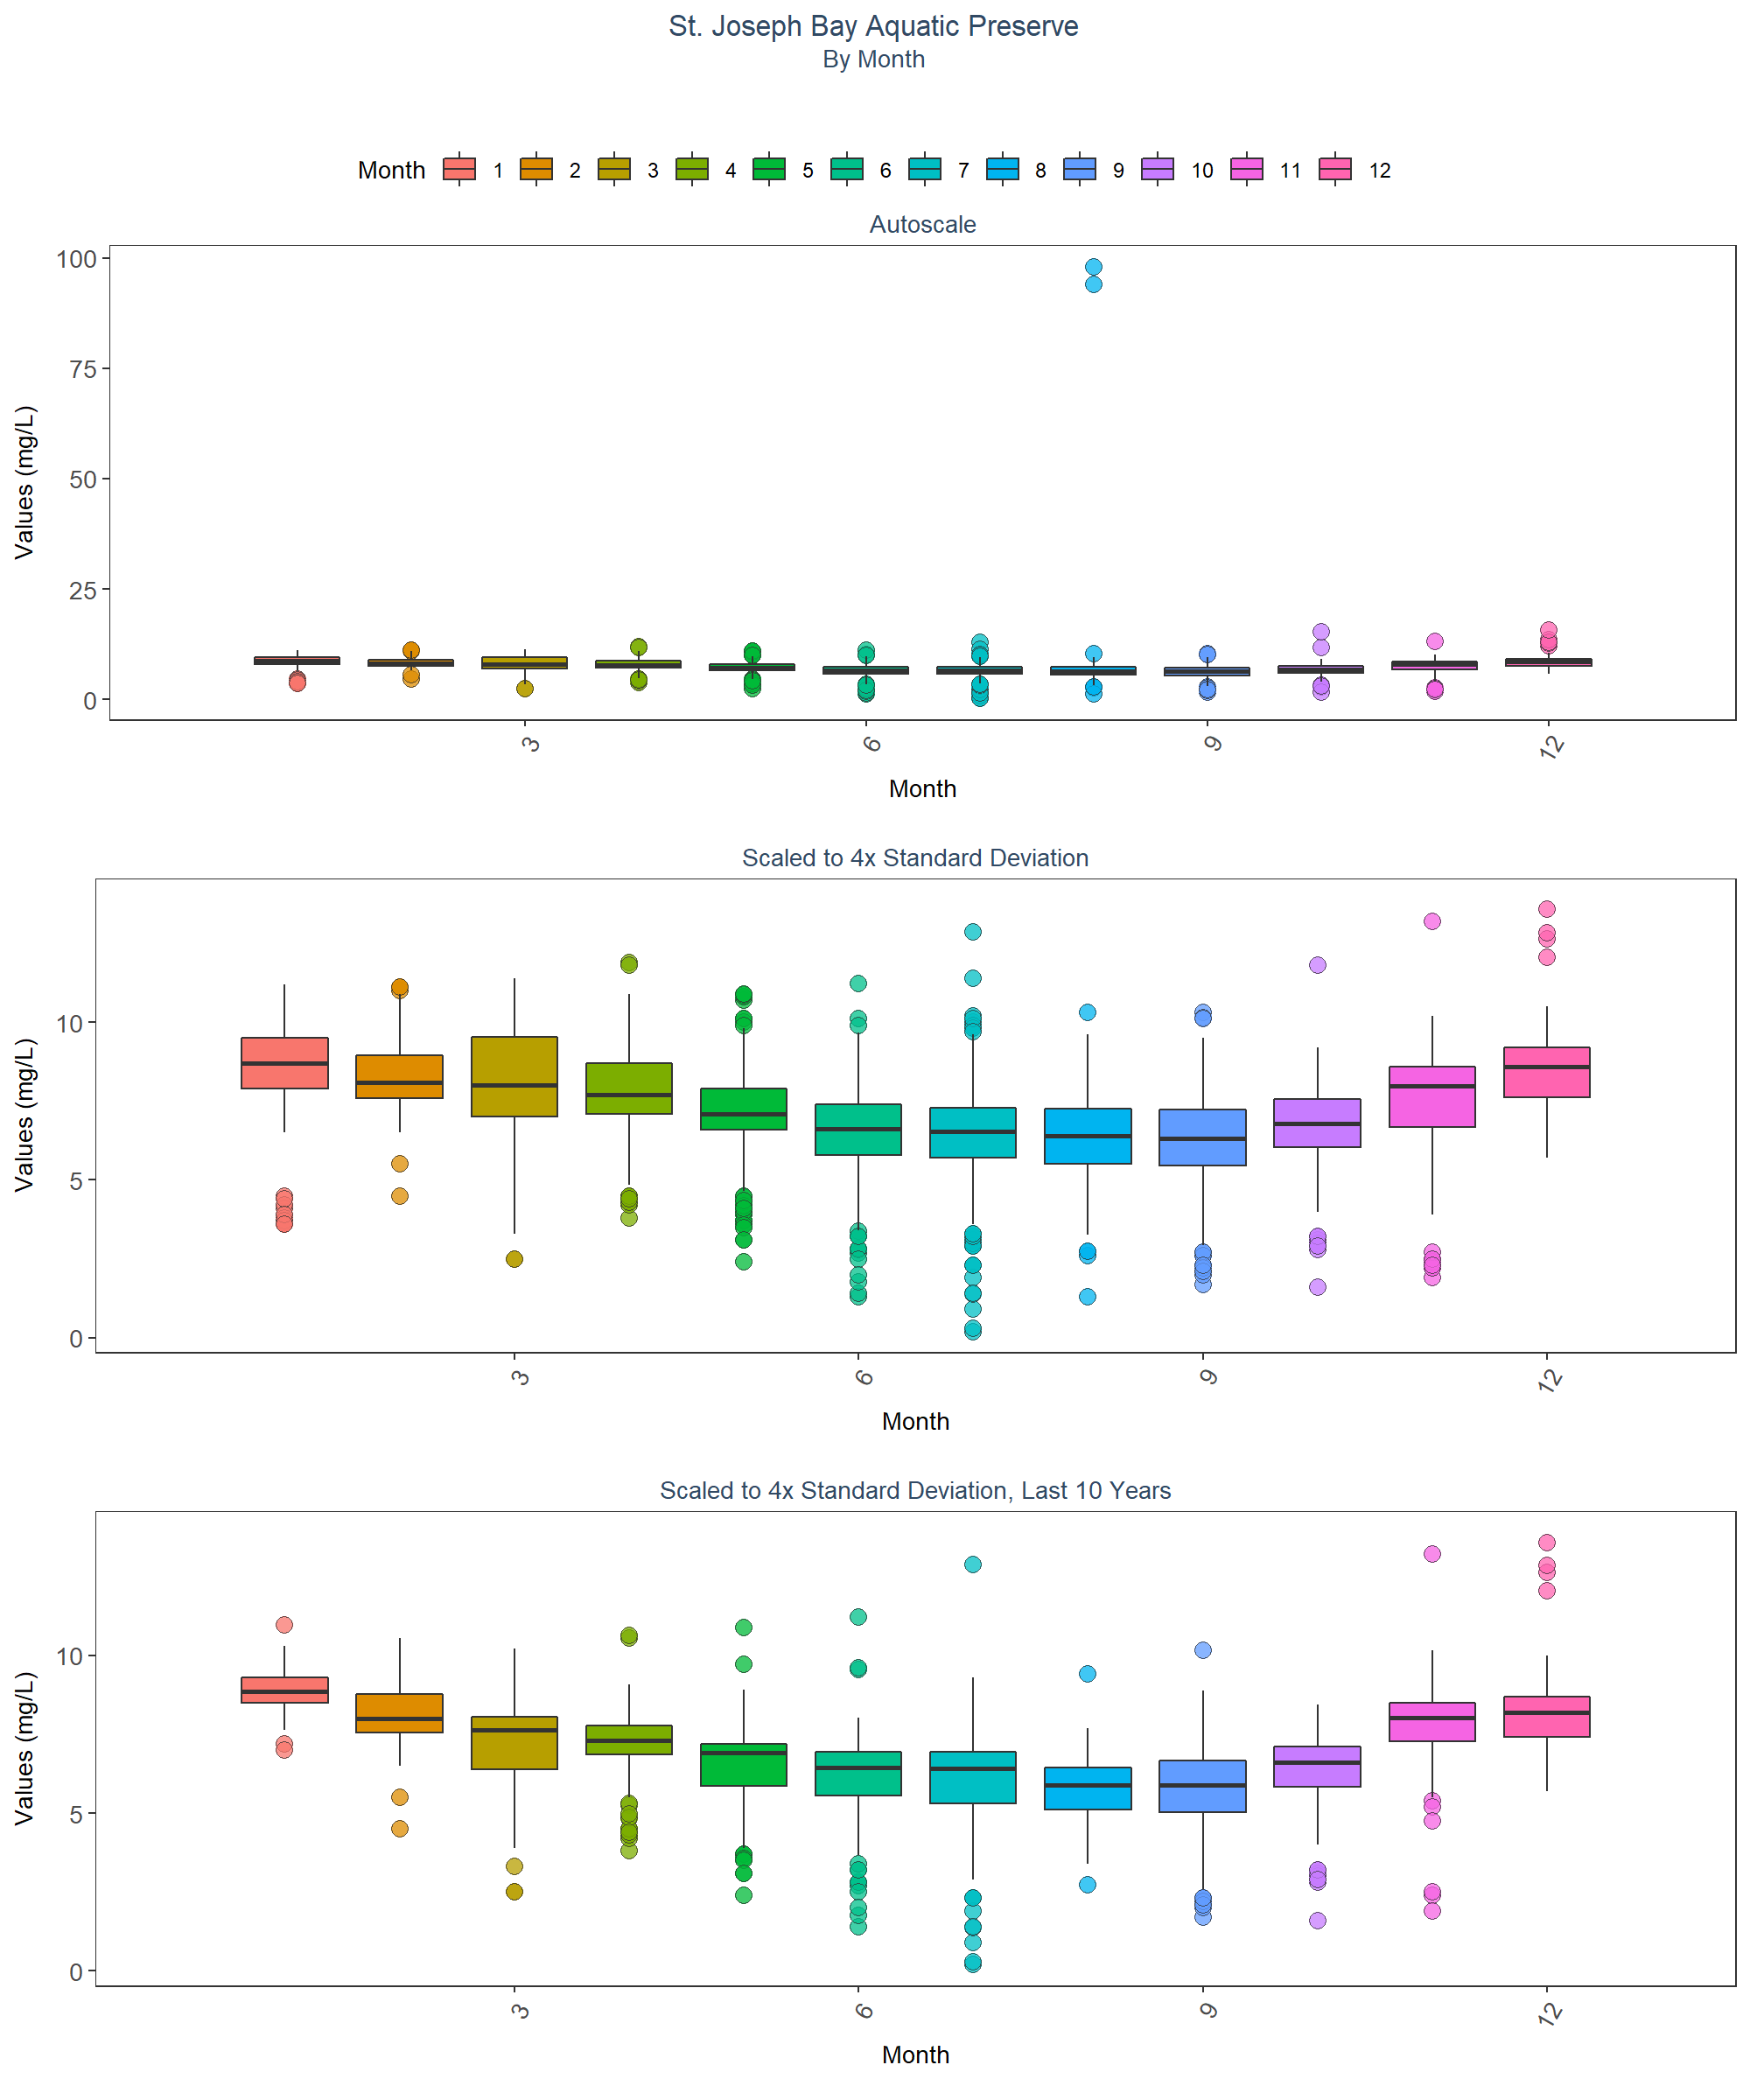 St. Joseph Bay Aquatic Preserve
By Month
Month 1 2 3 4 5 6 7 8 9 10 11 12
Autoscale
Values (mg/L)
100
75
50
25
0
3 6 9 12
Month
Scaled to 4x Standard Deviation
Values (mg/L)
10
5
0
3 6 9 12
Month
Scaled to 4x Standard Deviation, Last 10 Years
Values (mg/L)
10
5
0
3 6 9 12
Month